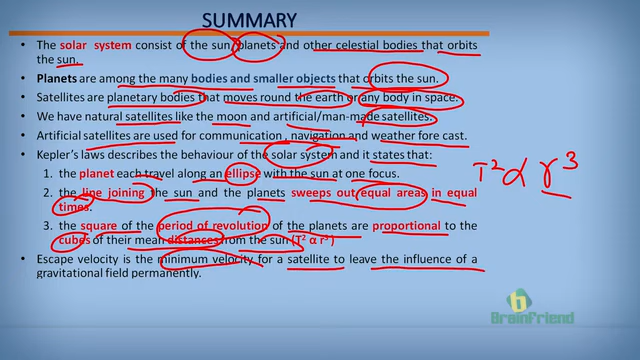 SUMMARY
• The solar system consist of the sun, planets and other celestial bodies that orbits
the sun.
• Planets are among the many bodies and smaller objects that orbits the sun.
• Satellites are planetary bodies that moves round the earth or any body in space.
• We have natural satellites like the moon and artificial/man-made satellites.
• Artificial satellites are used for communication, navigation and weather fore cast.
• Kepler's laws describes the behaviour of the solar system and it states that:
1. the planet each travel along an ellipse with the sun at one focus.
2. the line joining the sun and the planets sweeps out equal areas in equal
times.
3. the square of the period of revolution of the planets are proportional to the
cubes of their mean distances from the sun (T² α r³)
• Escape velocity is the minimum velocity for a satellite to leave the influence of a
gravitational field permanently.
T² α r³
BrainFriend